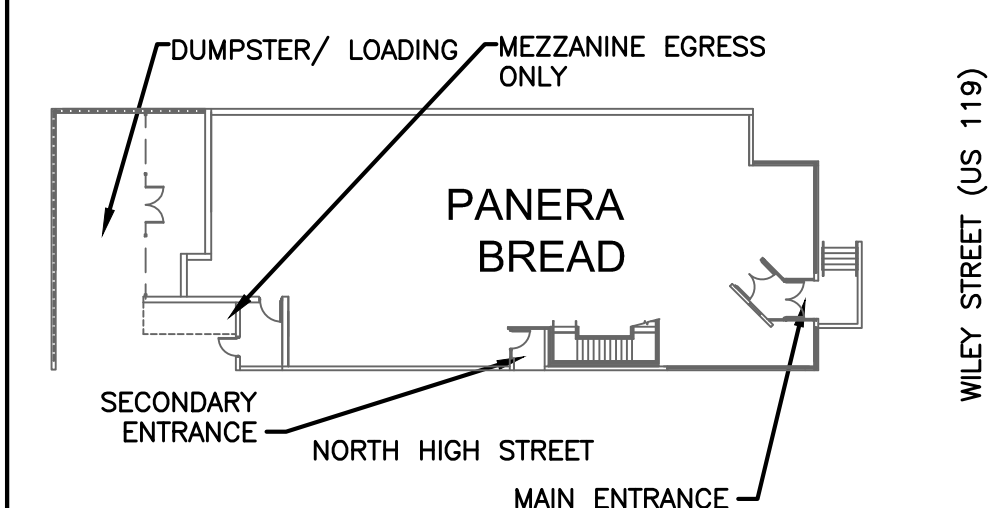 DUMPSTER/ LOADING
MEZZANINE EGRESS
ONLY
PANERA
BREAD
WILEY STREET (US 119)
SECONDARY
ENTRANCE
NORTH HIGH STREET
MAIN ENTRANCE